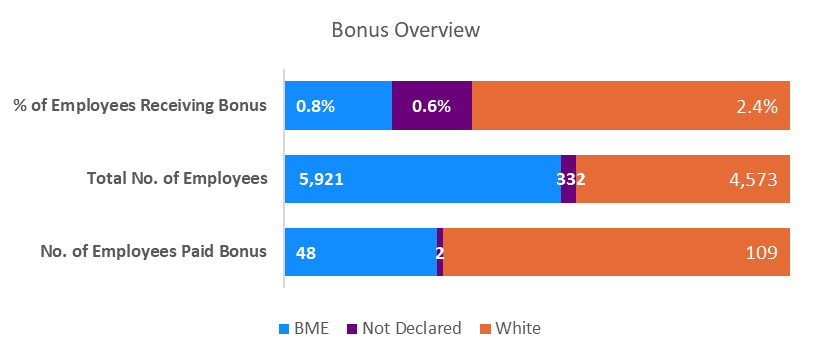 Bonus Overview
% of Employees Receiving Bonus 0.8% 0.6% 2.4%
Total No. of Employees 5,921 332 4,573
No. of Employees Paid Bonus 48 2 109
BME Not Declared White